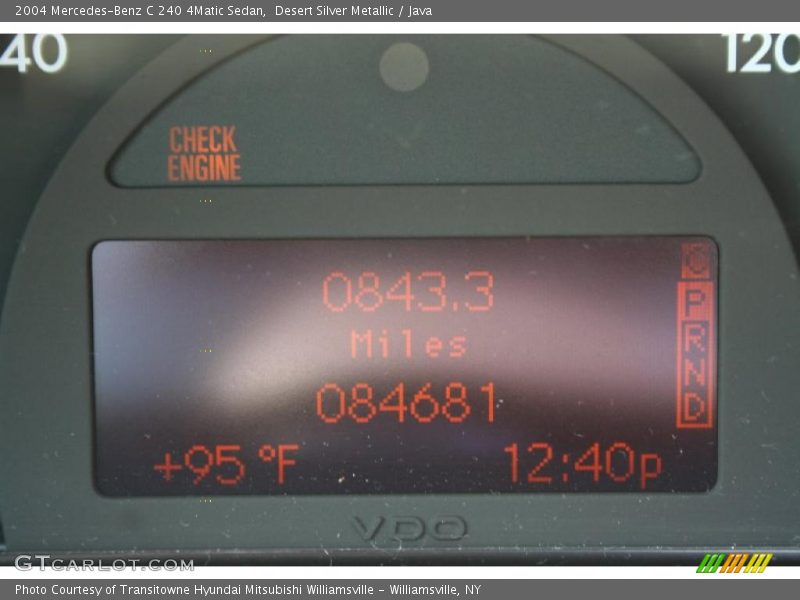 2004 Mercedes-Benz C 240 4Matic Sedan,  Desert Silver Metallic / Java
40
120
CHECK
ENGINE
0843.3
Miles
084681
P
R
N
D
+95 °F
12:40p
VDO
GTCARLOT.COM
Photo Courtesy of Transitowne Hyundai Mitsubishi Williamsville - Williamsville, NY